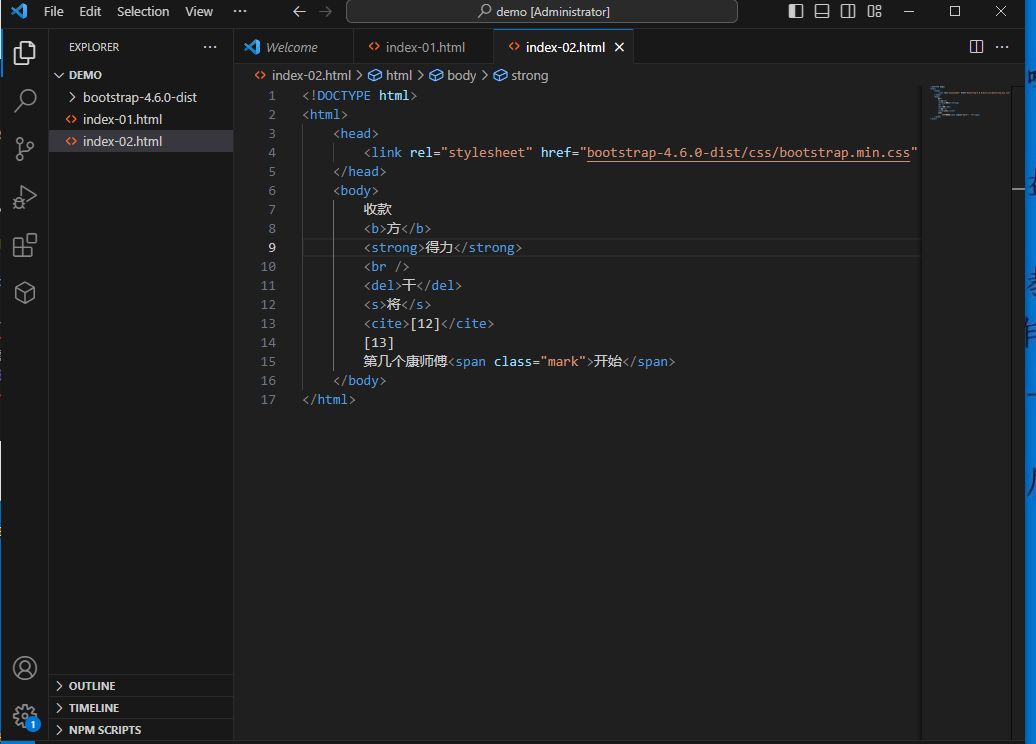 File Edit Selection View ··· demo [Administrator]
EXPLORER ···
DEMO
bootstrap-4.6.0-dist
index-01.html
index-02.html
OUTLINE
TIMELINE
NPM SCRIPTS
1
Welcome index-01.html index-02.html
index-02.html > html > body > strong
1 <!DOCTYPE html>
2 <html>
3 <head>
4 <link rel="stylesheet" href="bootstrap-4.6.0-dist/css/bootstrap.min.css"
5 </head>
6 <body>
7 收款
8 <b>方</b>
9 <strong>得力</strong>
10 <br />
11 <del>干</del>
12 <s>将</s>
13 <cite>[12]</cite>
14 [13]
15 第几个康师傅<span class="mark">开始</span>
16 </body>
17 </html>